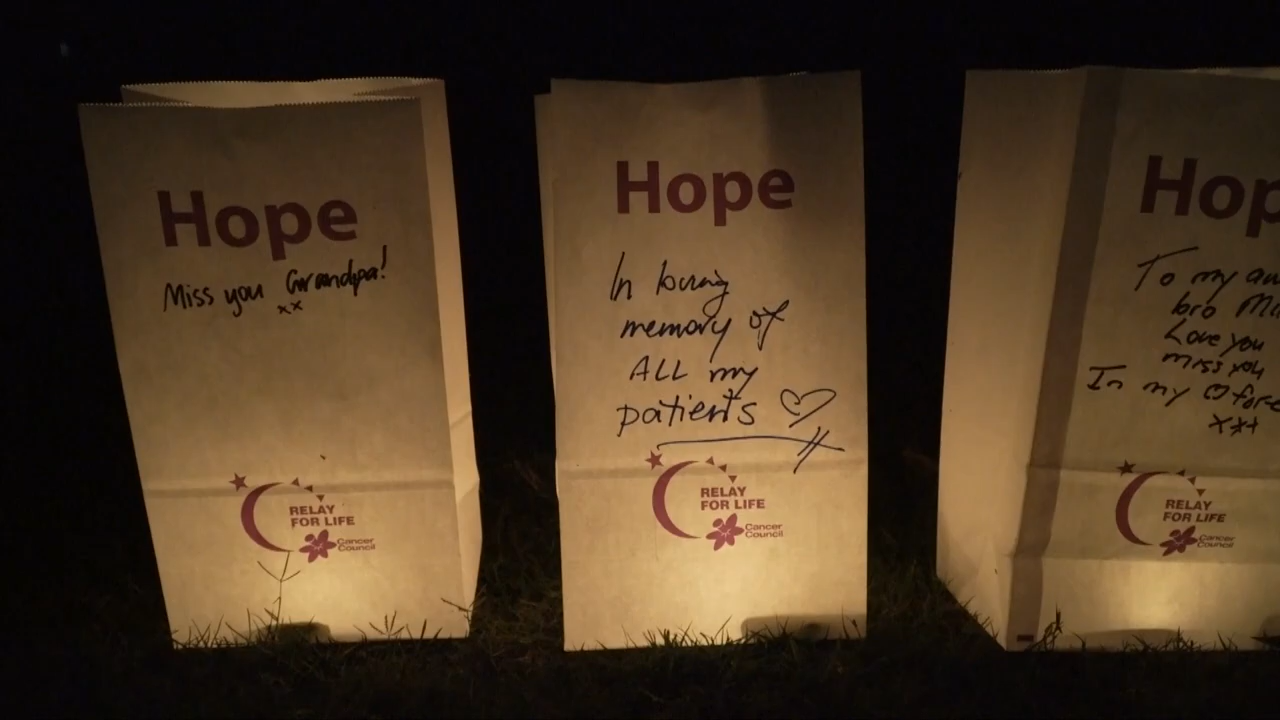 Hope
Miss you Grandpa!
xx
RELAY
FOR LIFE
Cancer
Council
Hope
In loving
memory of
ALL my
patients
RELAY
FOR LIFE
Cancer
Council
Hop
To my
bro
Love you
miss you
In my
xxx
RELAY
FOR LIFE
Cancer
Council